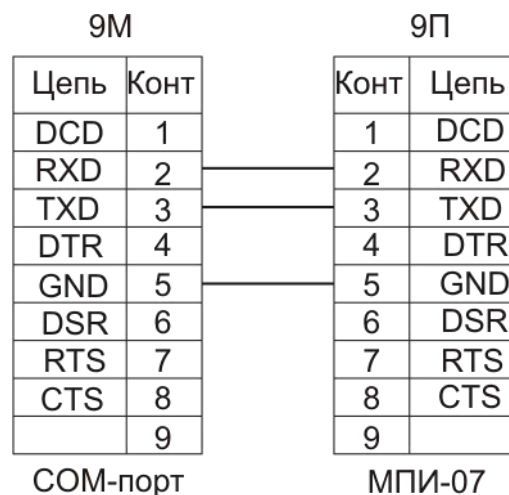 9М 9П
Цепь Конт Конт Цепь
DCD 1 1 DCD
RXD 2 2 RXD
TXD 3 3 TXD
DTR 4 4 DTR
GND 5 5 GND
DSR 6 6 DSR
RTS 7 7 RTS
CTS 8 8 CTS
9 9
COM-порт МПИ-07